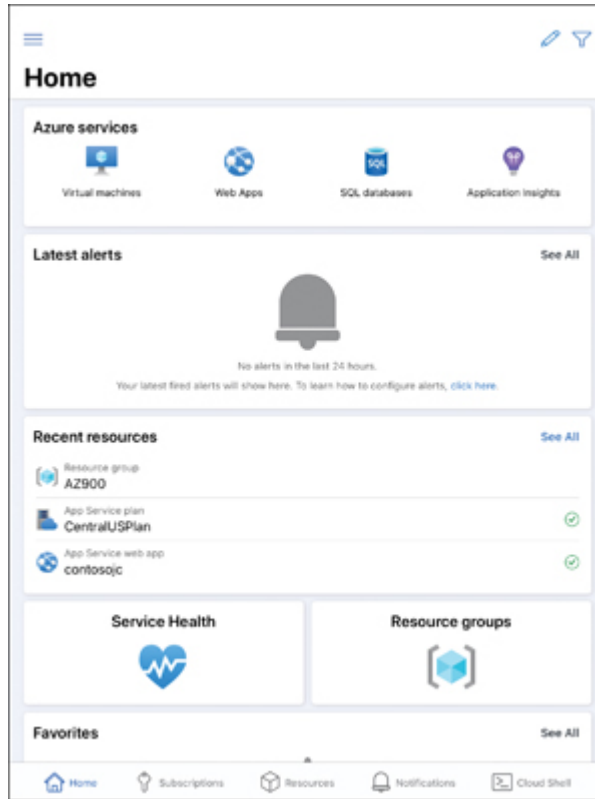 Home
Azure services
Virtual machines Web Apps SQL databases Application Insights
SQL
Latest alerts See All
No alerts in the last 24 hours.
Your latest fired alerts will show here. To learn how to configure alerts, click here.
Recent resources See All
Resource group
AZ900
App Service plan
CentralUSPlan
App Service web app
contosojc
Service Health Resource groups
Favorites See All
Home Subscriptions Resources Notifications Cloud Shell